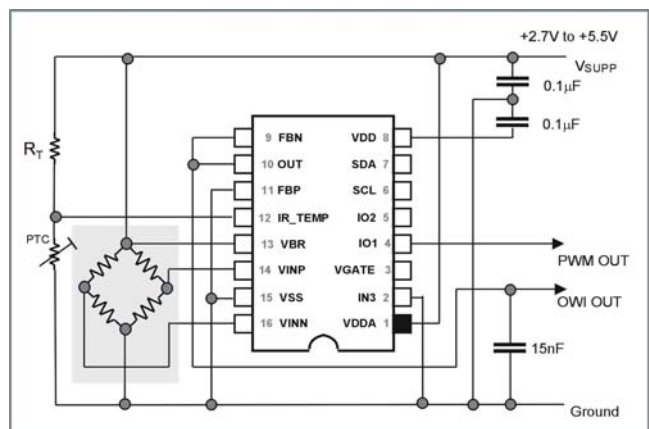 +2.7V to +5.5V
VSUPP
0.1µF
0.1µF
RT
PTC
9 FBN VDD 8
10 OUT SDA 7
11 FBP SCL 6
12 IR_TEMP IO2 5
13 VBR IO1 4
14 VINP VGATE 3
15 VSS IN3 2
16 VINN VDDA 1
PWM OUT
OWI OUT
15nF
Ground